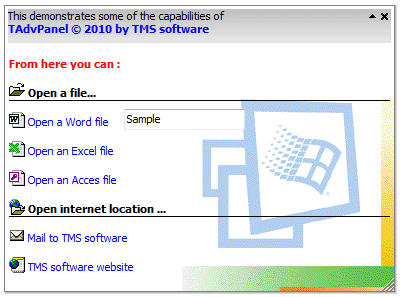 This demonstrates some of the capabilities of
TAdvPanel © 2010 by TMS software
From here you can :
Open a file...
Open a Word file
Sample
Open an Excel file
Open an Acces file
Open internet location ...
Mail to TMS software
TMS software website